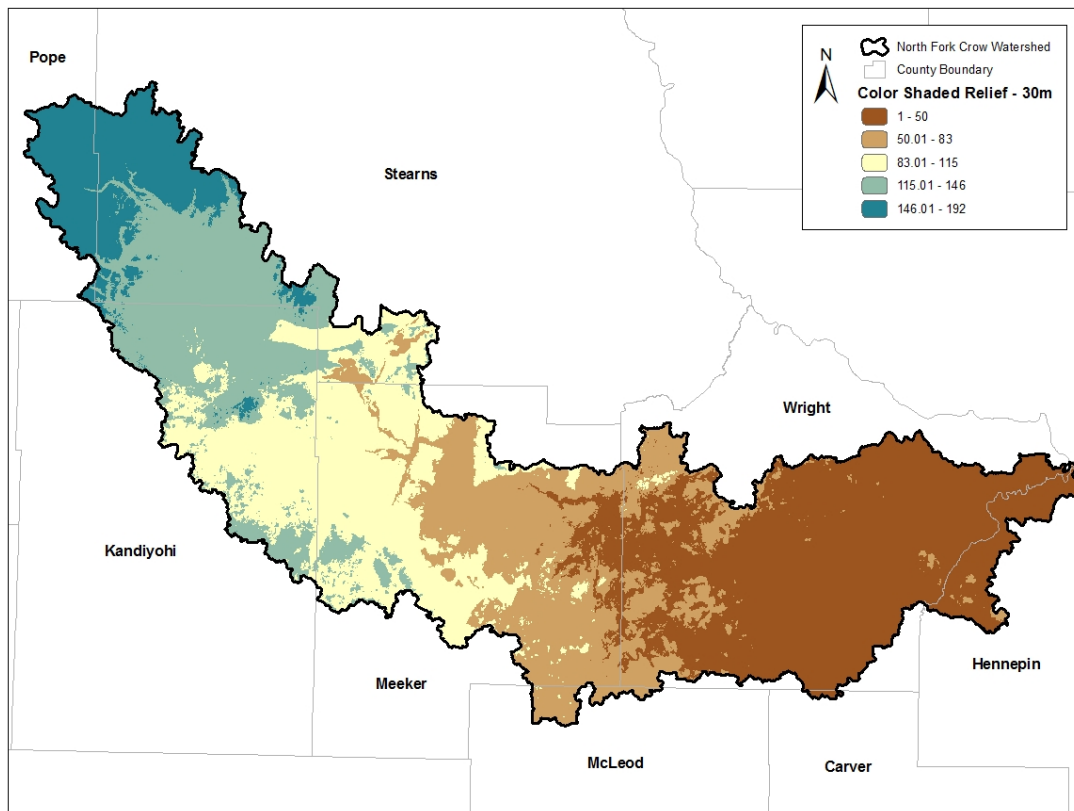 Pope
N
North Fork Crow Watershed
County Boundary
Color Shaded Relief - 30m
1 - 50
50.01 - 83
83.01 - 115
115.01 - 146
146.01 - 192
Stearns
Wright
Kandiyohi
Meeker
Hennepin
McLeod
Carver